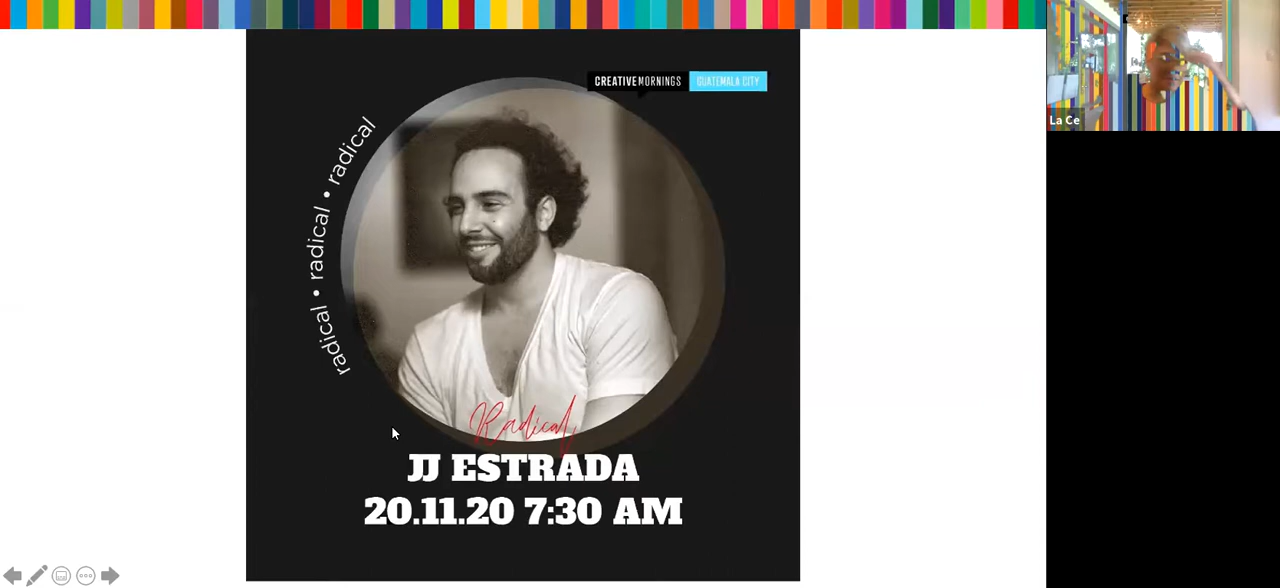 CREATIVEMORNINGS GUATEMALA CITY
radical • radical • radical
Radical
JJ ESTRADA
20.11.20 7:30 AM
La Ce